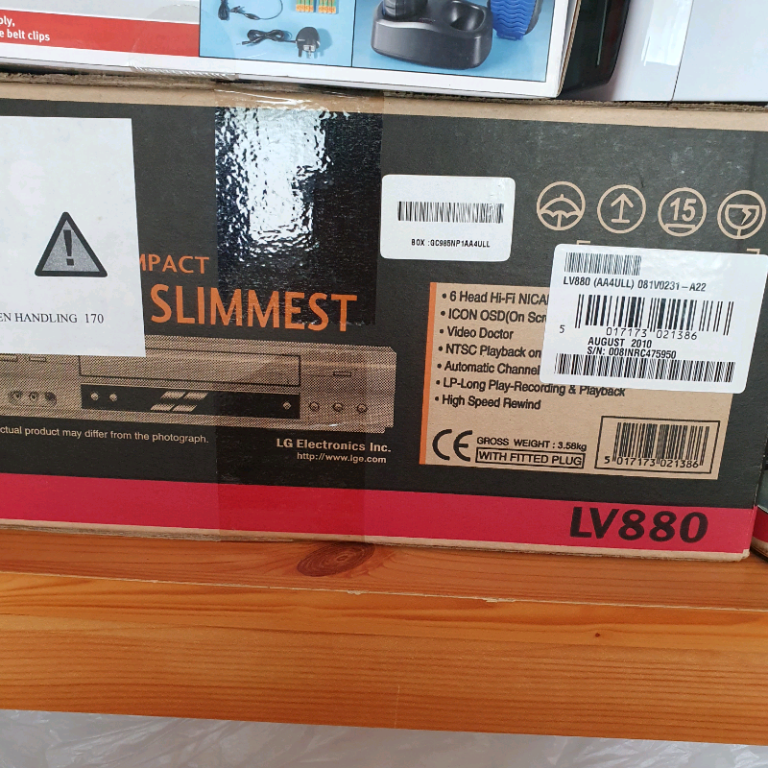 ply,
e belt clips
MPACT
SLIMMEST
EN HANDLING 170
BOX :GC985NP1AA4ULL
15
LV880 (AA4ULL) 081V0231-A22
5 017173 021386
AUGUST 2010
S/N: 008INRC475950
• 6 Head Hi-Fi NICA
• ICON OSD(On Scr
• Video Doctor
• NTSC Playback on
• Automatic Channel
• LP-Long Play-Recording & Playback
• High Speed Rewind
ctual product may differ from the photograph.
LG Electronics Inc.
http://www.lge.com
CE GROSS WEIGHT : 3.58kg
WITH FITTED PLUG
5 017173 021386
LV880